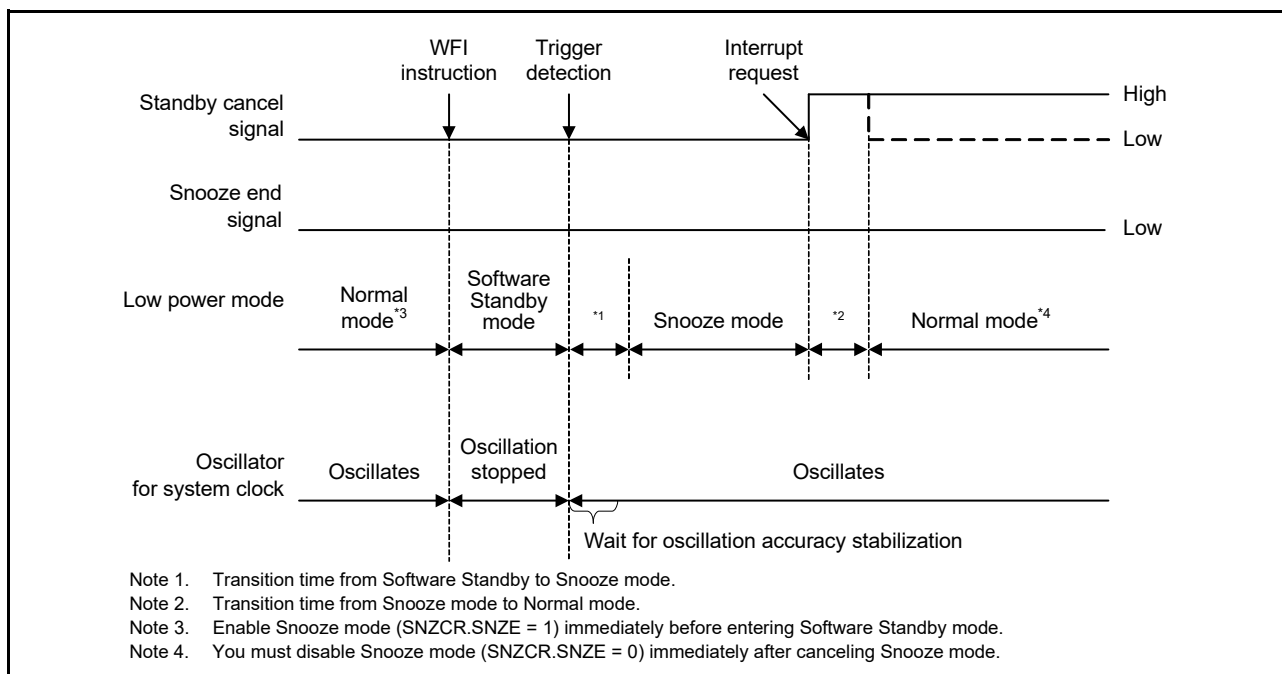 WFI
instruction
Trigger
detection
Interrupt
request
Standby cancel
signal
High
Low
Snooze end
signal
Low
Low power mode
Normal
mode*3
Software
Standby
mode
*1
Snooze mode
*2
Normal mode*4
Oscillator
for system clock
Oscillates
Oscillation
stopped
Oscillates
Wait for oscillation accuracy stabilization
Note 1. Transition time from Software Standby to Snooze mode.
Note 2. Transition time from Snooze mode to Normal mode.
Note 3. Enable Snooze mode (SNZCR.SNZE = 1) immediately before entering Software Standby mode.
Note 4. You must disable Snooze mode (SNZCR.SNZE = 0) immediately after canceling Snooze mode.